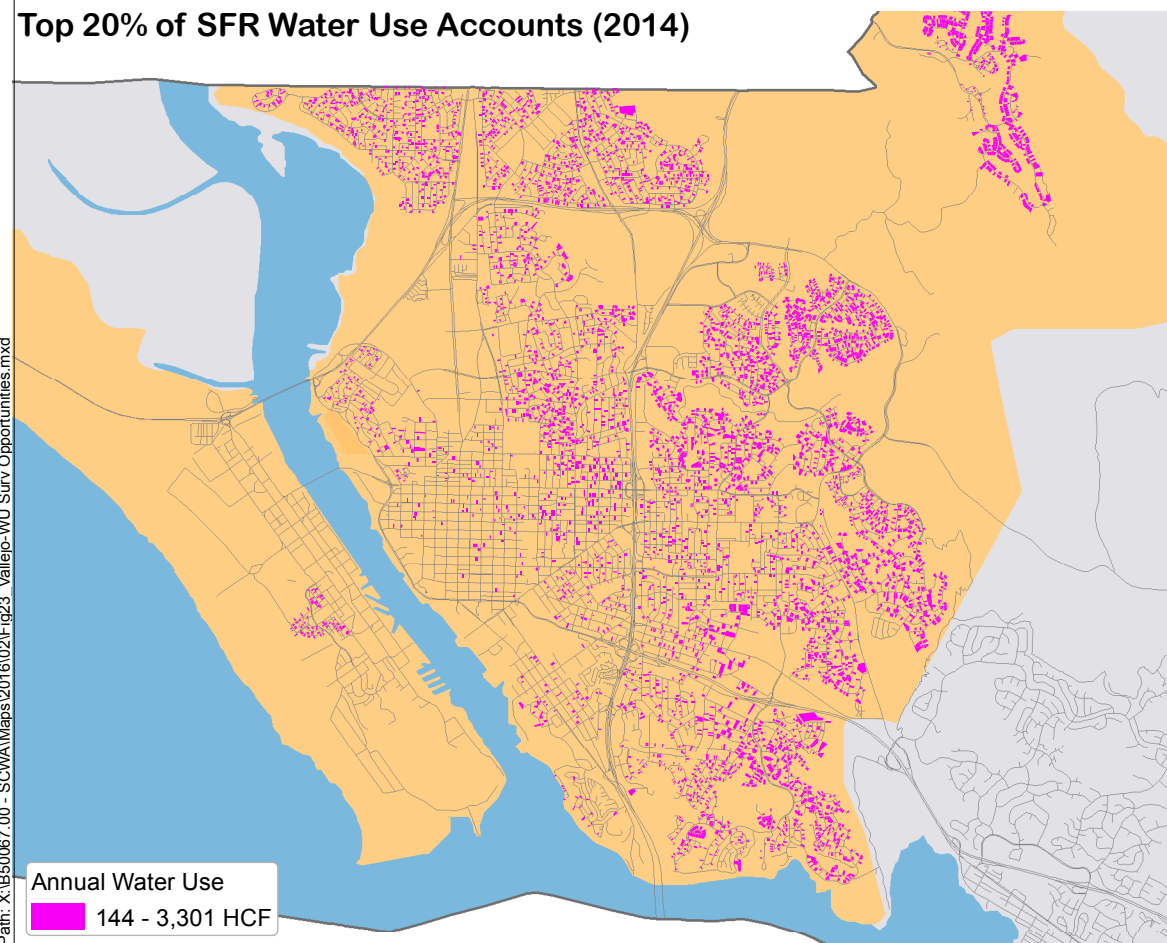 Top 20% of SFR Water Use Accounts (2014)
Path: X:\B50067.00 - SCWA\Maps\2016\02\Fig23_Vallejo-WU Surv Opportunities.mxd
Annual Water Use
144 - 3,301 HCF